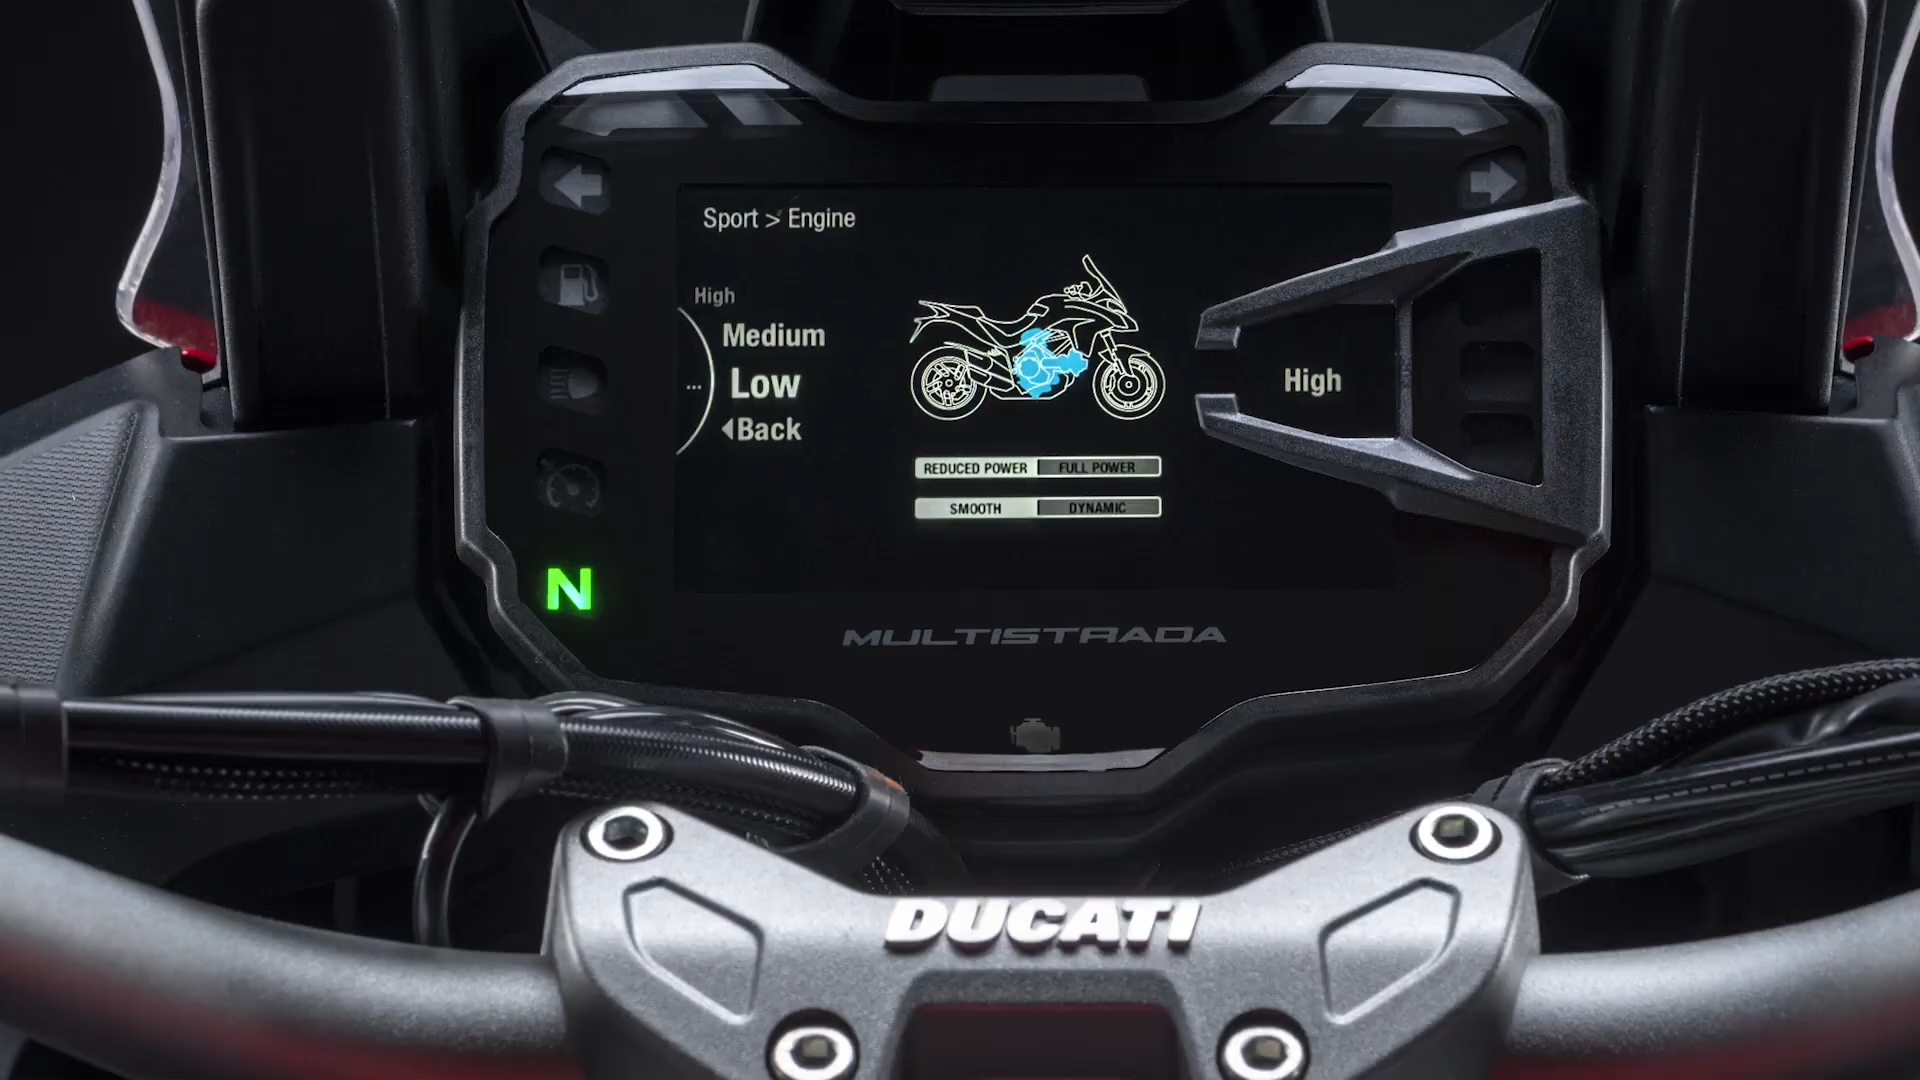 Sport > Engine
High
Medium
...
Low
Back
High
REDUCED POWER FULL POWER
SMOOTH DYNAMIC
N
MULTISTRADA
DUCATI